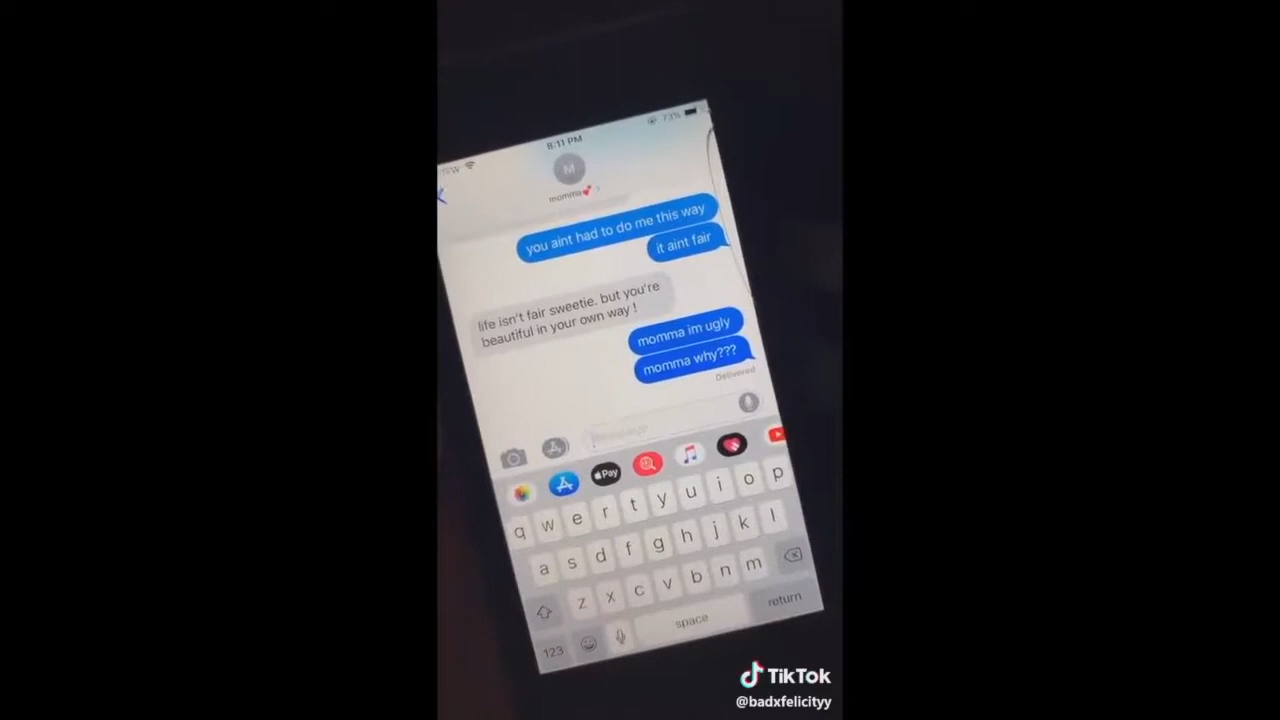 8:11 PM
73%
M
momma💕 >
you aint had to do me this way
it aint fair
life isn't fair sweetie. but you're
beautiful in your own way !
momma im ugly
momma why???
Delivered
iMessage
Pay
q w e r t y u i o p
a s d f g h j k l
z x c v b n m
123
space
return
TikTok
@badxfelicityy